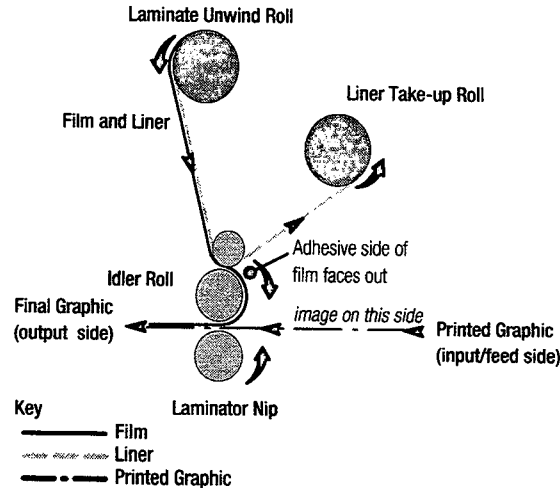 Laminate Unwind Roll
Liner Take-up Roll
Film and Liner
Adhesive side of
film faces out
Idler Roll
Final Graphic
(output side)
image on this side
Printed Graphic
(input/feed side)
Laminator Nip
Key
Film
Liner
Printed Graphic